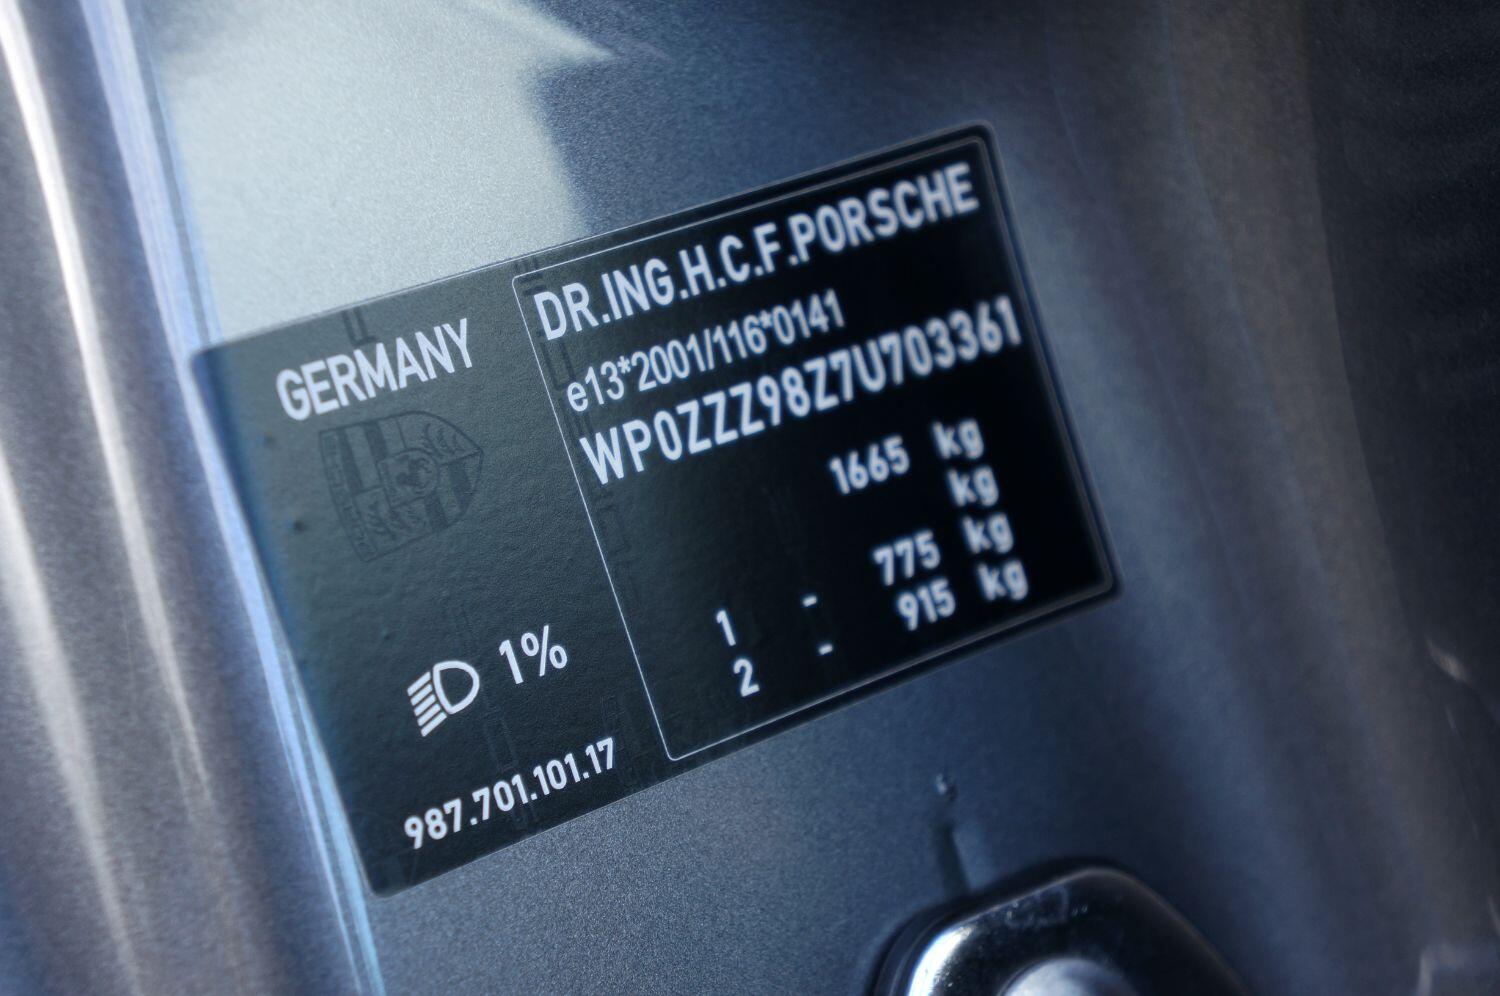 GERMANY
1%
987.701.101.17
DR.ING.H.C.F.PORSCHE
e13*2001/116*0141
WP0ZZZ98Z7U703361
1665 kg
kg
1 - 775 kg
2 - 915 kg